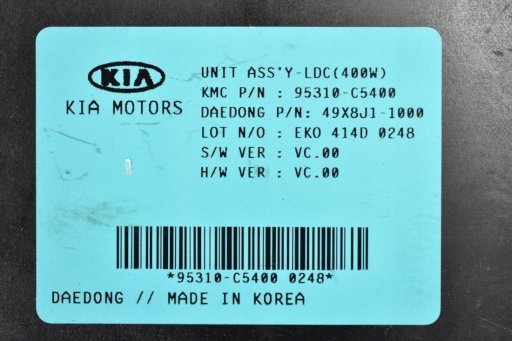 KIA
KIA MOTORS
UNIT ASS'Y-LDC(400W)
KMC P/N : 95310-C5400
DAEDONG P/N: 49X8J1-1000
LOT N/O : EKO 414D 0248
S/W VER : VC.00
H/W VER : VC.00
*95310-C5400 0248*
DAEDONG // MADE IN KOREA